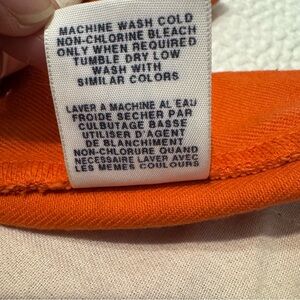 MACHINE WASH COLD
NON-CHLORINE BLEACH
ONLY WHEN REQUIRED
TUMBLE DRY LOW
WASH WITH
SIMILAR COLORS
LAVER A MACHINE AL'EAU
FROIDE SECHER PAR
CULBUTAGE BASSE
UTILISER D'AGENT
DE BLANCHIMENT
NON-CHLORURE QUAND
NECESSAIRE LAVER AVEC
LES MEMES COULOURS